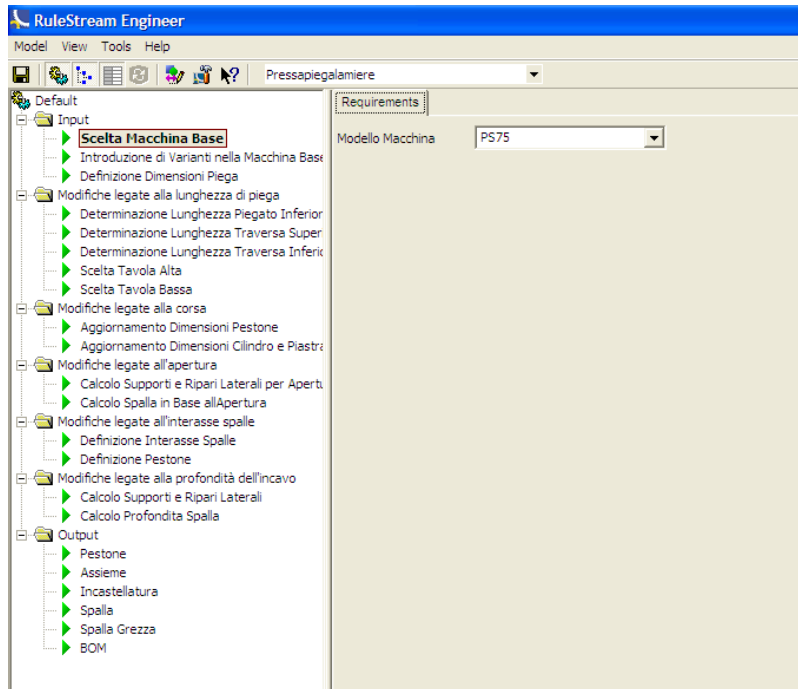 RuleStream Engineer
Model View Tools Help
Pressapiegalamiere
Default
Input
Scelta Macchina Base
Introduzione di Varianti nella Macchina Base
Definizione Dimensioni Piega
Modifiche legate alla lunghezza di piega
Determinazione Lunghezza Piegato Inferior
Determinazione Lunghezza Traversa Super
Determinazione Lunghezza Traversa Inferic
Scelta Tavola Alta
Scelta Tavola Bassa
Modifiche legate alla corsa
Aggiornamento Dimensioni Pestone
Aggiornamento Dimensioni Cilindro e Piastra
Modifiche legate all'apertura
Calcolo Supporti e Ripari Laterali per Apertu
Calcolo Spalla in Base allApertura
Modifiche legate all'interasse spalle
Definizione Interasse Spalle
Definizione Pestone
Modifiche legate alla profondità dell'incavo
Calcolo Supporti e Ripari Laterali
Calcolo Profondita Spalla
Output
Pestone
Assieme
Incastellatura
Spalla
Spalla Grezza
BOM
Requirements
Modello Macchina PS75